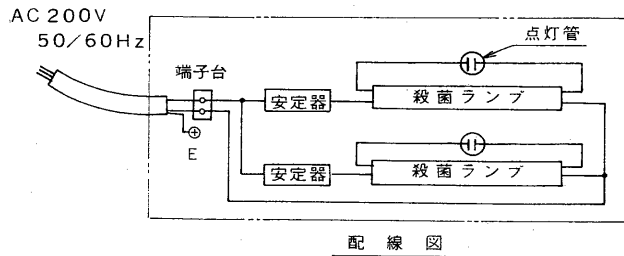 AC 200V
50/60Hz
点灯管
端子台
安定器
殺菌ランプ
E
安定器
殺菌ランプ
配線図